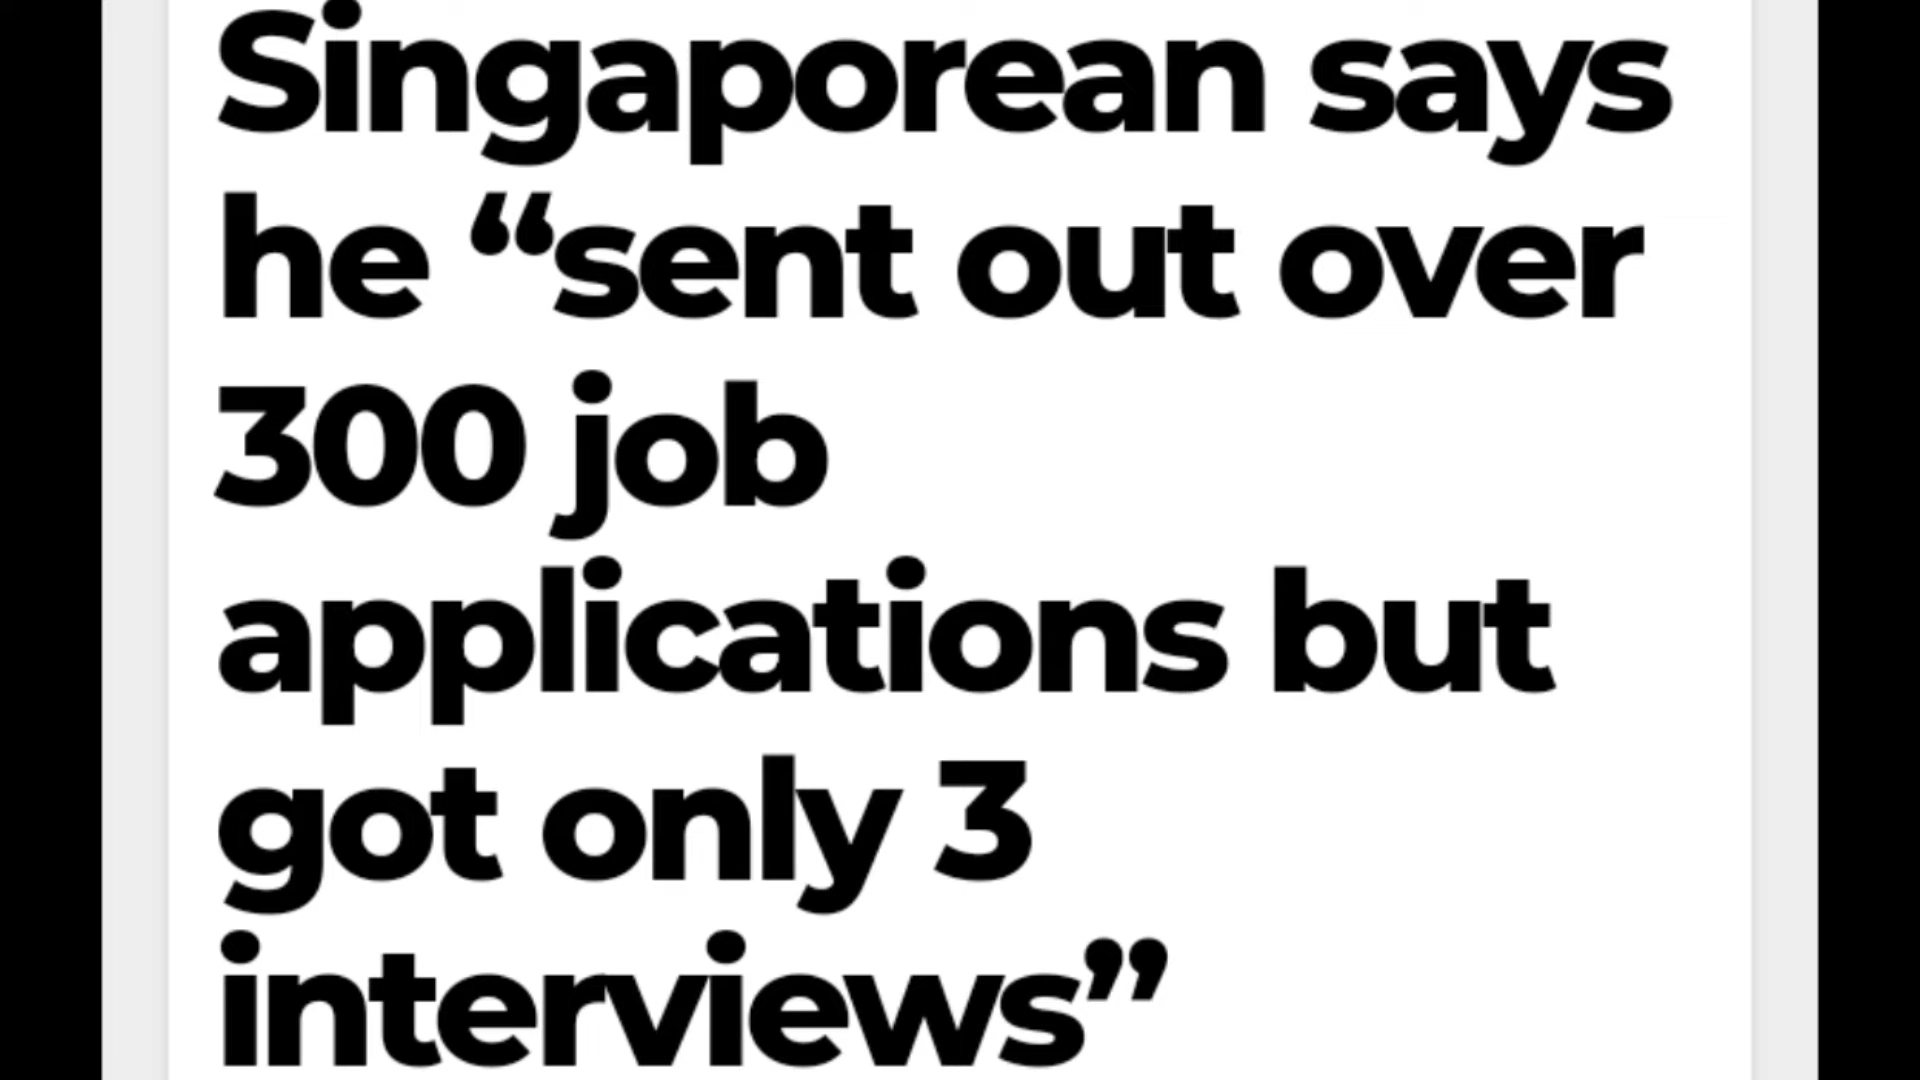 Singaporean says
he “sent out over
300 job
applications but
got only 3
interviews”